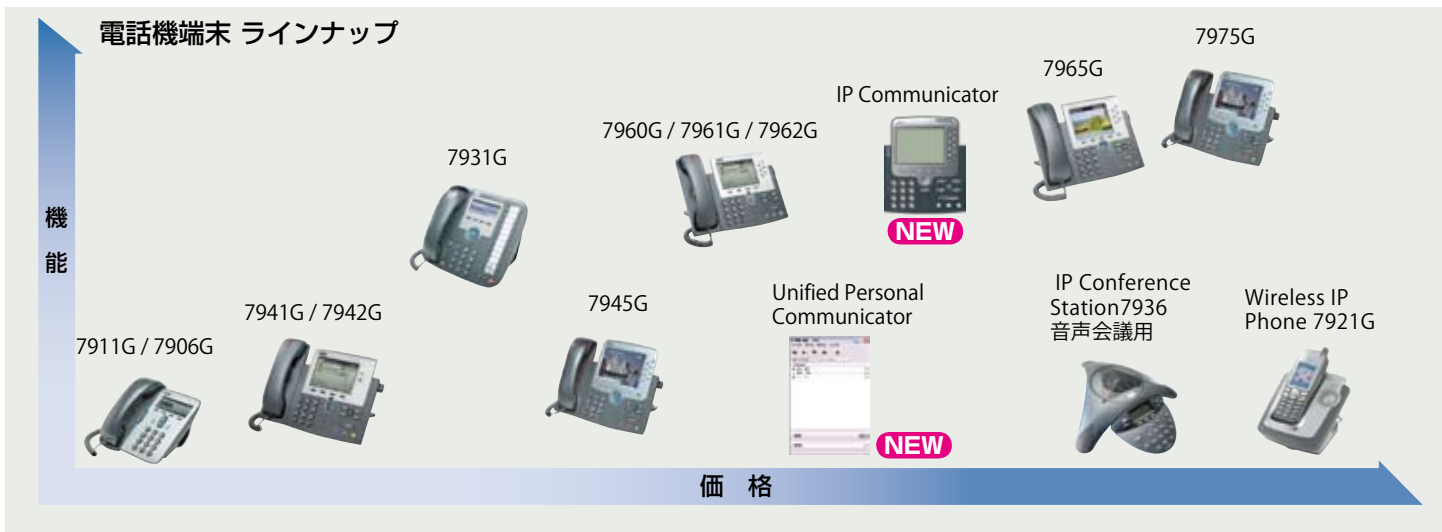 電話機端末 ラインナップ
7975G
7965G
IP Communicator
7960G / 7961G / 7962G
7931G
NEW
機
能
IP Conference
Station7936
音声会議用
Wireless IP
Phone 7921G
Unified Personal
Communicator
7945G
7941G / 7942G
7911G / 7906G
NEW
価 格